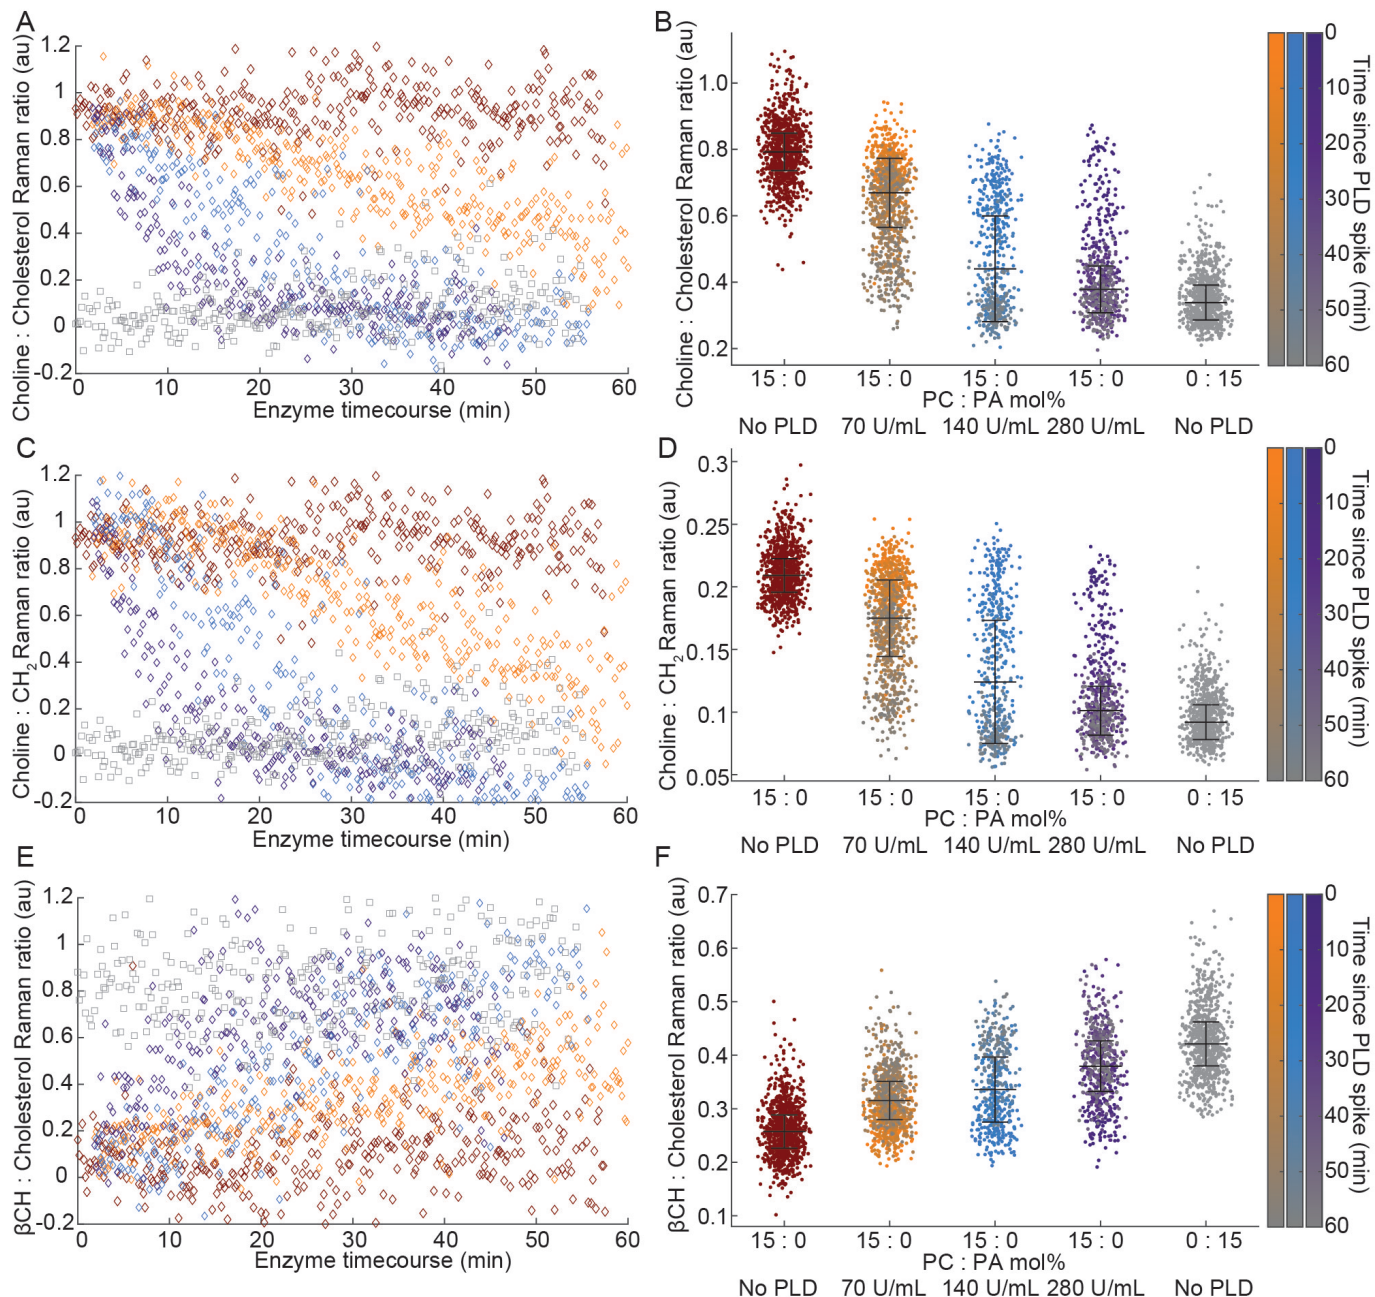 A
Choline : Cholesterol Raman ratio (au)
1.2
1
0.8
0.6
0.4
0.2
0
-0.2
0 10 20 30 40 50 60
Enzyme timecourse (min)
B
Choline : Cholesterol Raman ratio (au)
1.0
0.8
0.6
0.4
0.2
15 : 0 15 : 0 15 : 0 15 : 0 0 : 15
PC : PA mol%
No PLD 70 U/mL 140 U/mL 280 U/mL No PLD
0
10
20
30
40
50
60
Time since PLD spike (min)
C
Choline : CH2 Raman ratio (au)
1.2
1
0.8
0.6
0.4
0.2
0
-0.2
0 10 20 30 40 50 60
Enzyme timecourse (min)
D
Choline : CH2 Raman ratio (au)
0.3
0.25
0.2
0.15
0.1
0.05
15 : 0 15 : 0 15 : 0 15 : 0 0 : 15
PC : PA mol%
No PLD 70 U/mL 140 U/mL 280 U/mL No PLD
0
10
20
30
40
50
60
Time since PLD spike (min)
E
βCH : Cholesterol Raman ratio (au)
1.2
1
0.8
0.6
0.4
0.2
0
-0.2
0 10 20 30 40 50 60
Enzyme timecourse (min)
F
βCH : Cholesterol Raman ratio (au)
0.7
0.6
0.5
0.4
0.3
0.2
0.1
15 : 0 15 : 0 15 : 0 15 : 0 0 : 15
PC : PA mol%
No PLD 70 U/mL 140 U/mL 280 U/mL No PLD
0
10
20
30
40
50
60
Time since PLD spike (min)